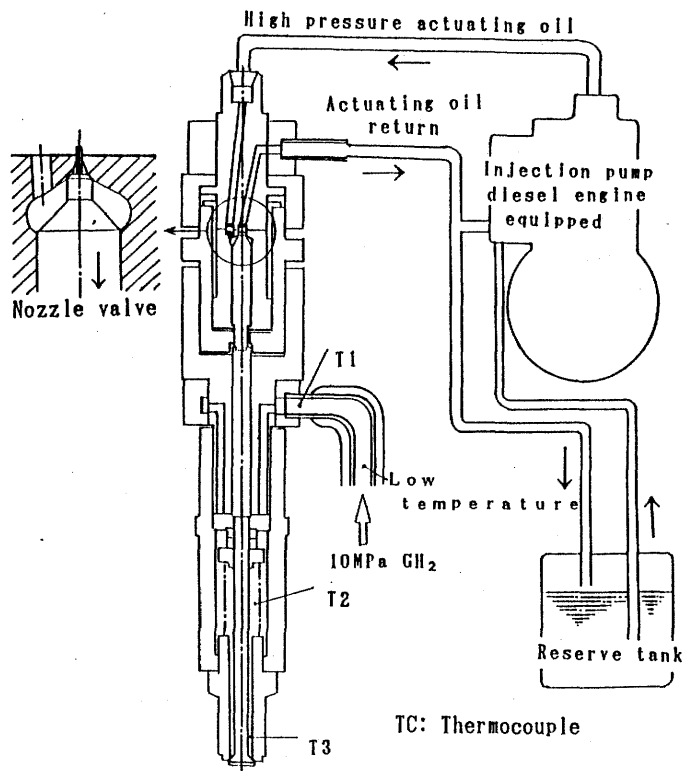 High pressure actuating oil
Actuating oil
return
Injection pump
diesel engine
equipped
Nozzle valve
T1
Low
temperature
10MPa GH₂
T2
Reserve tank
T3
TC: Thermocouple